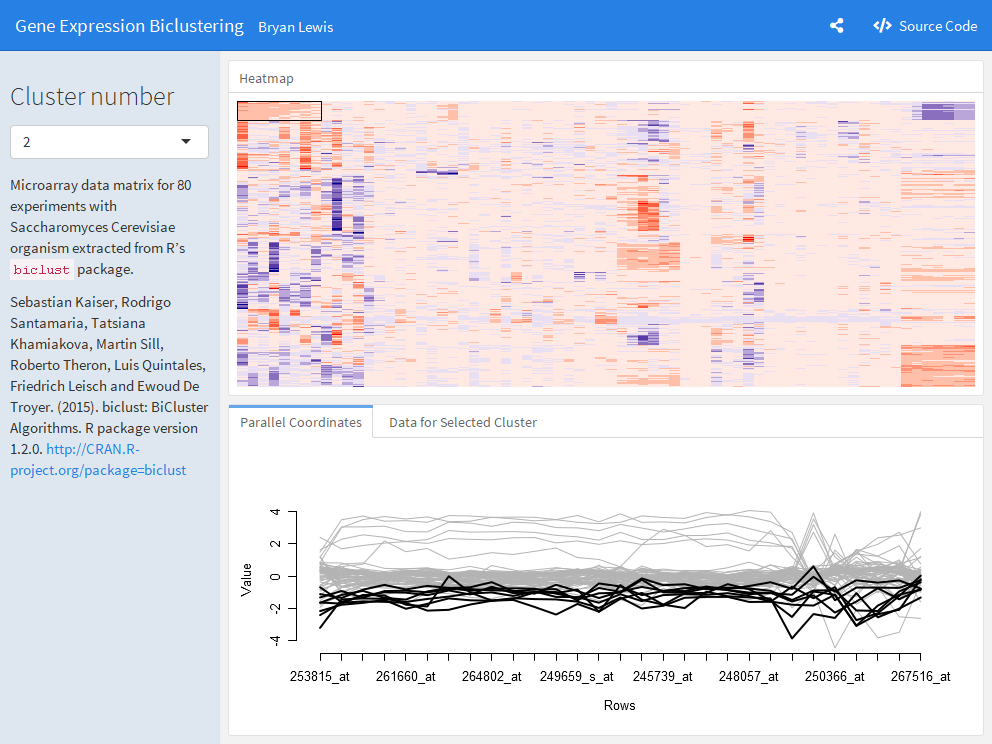 Gene Expression Biclustering Bryan Lewis Source Code
Cluster number
2
Microarray data matrix for 80
experiments with
Saccharomyces Cerevisiae
organism extracted from R's
biclust package.
Sebastian Kaiser, Rodrigo
Santamaria, Tatsiana
Khamiakova, Martin Sill,
Roberto Theron, Luis Quintales,
Friedrich Leisch and Ewoud De
Troyer. (2015). biclust: BiCluster
Algorithms. R package version
1.2.0. http://CRAN.R-
project.org/package=biclust
Heatmap
Parallel Coordinates Data for Selected Cluster
Value
4
2
0
-2
-4
253815_at 261660_at 264802_at 249659_s_at 245739_at 248057_at 250366_at 267516_at
Rows